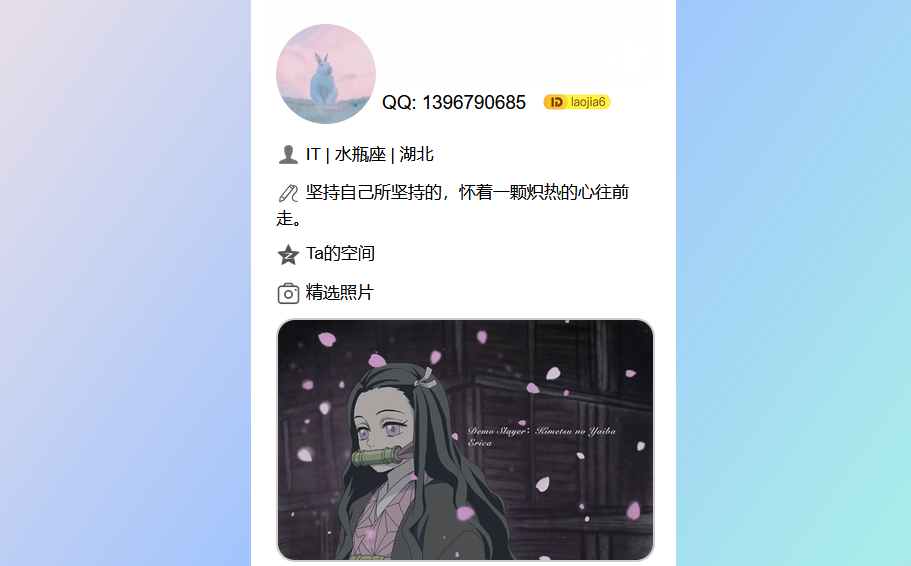 QQ: 1396790685 ID laojia6
IT | 水瓶座 | 湖北
坚持自己所坚持的，怀着一颗炽热的心往前
走。
Ta的空间
精选照片
Demo Slayer：Kimetsu no Yaiba
Erica